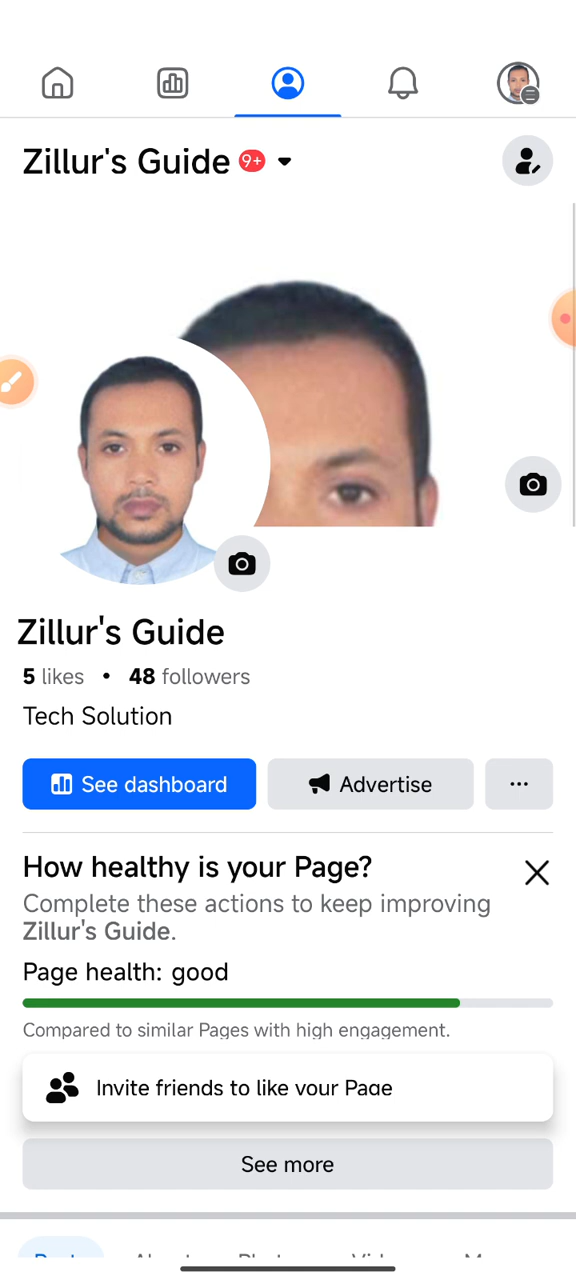 Zillur's Guide 9+
Zillur's Guide
5 likes • 48 followers
Tech Solution
See dashboard
Advertise
How healthy is your Page?
Complete these actions to keep improving
Zillur's Guide.
Page health: good
Compared to similar Pages with high engagement.
Invite friends to like your Page
See more